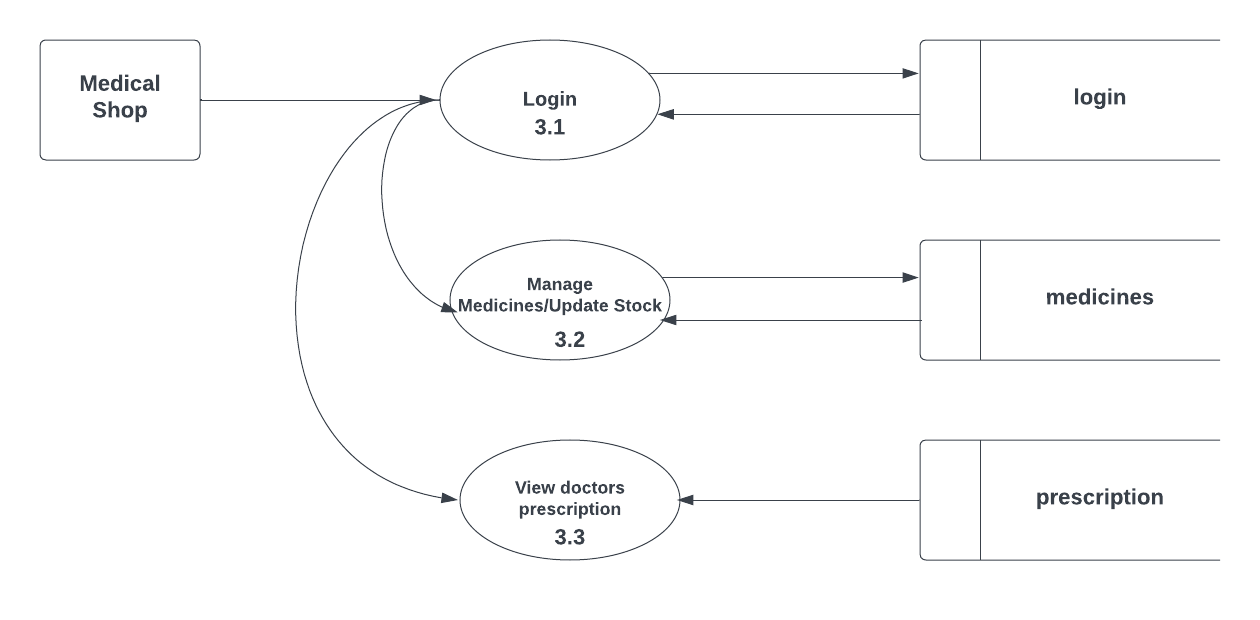 Medical
Shop
Login
3.1
login
Manage
Medicines/Update Stock
3.2
medicines
View doctors
prescription
3.3
prescription